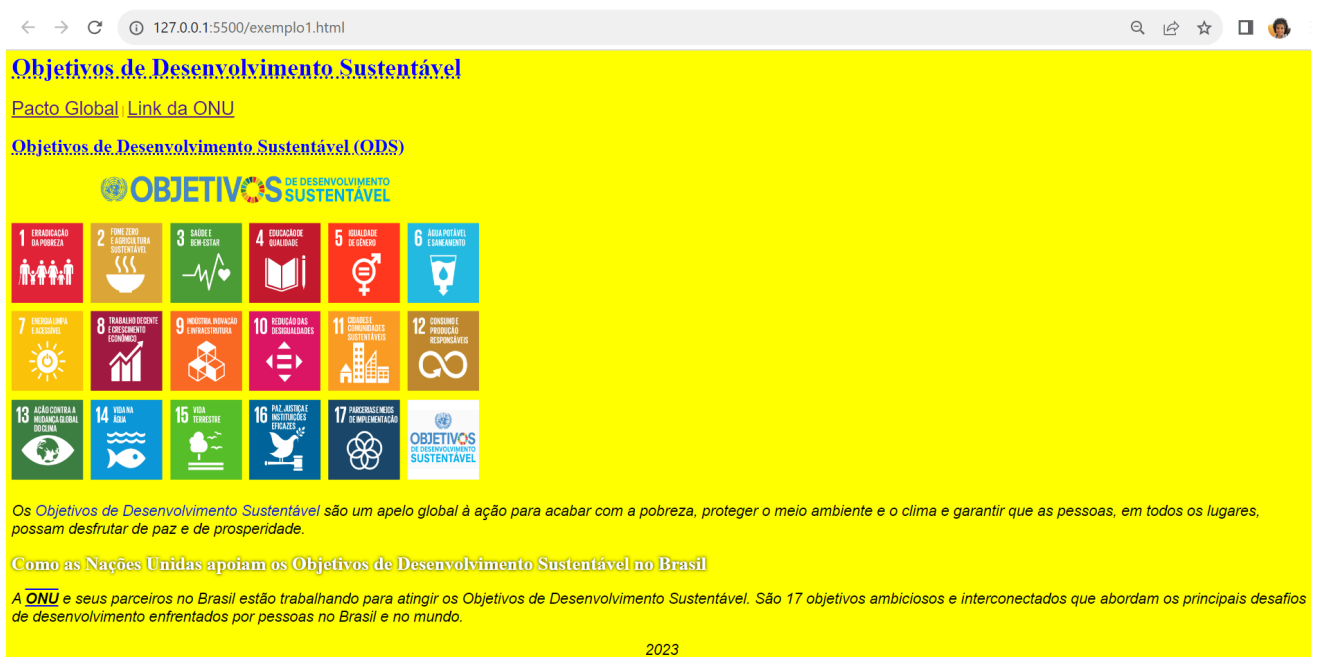 127.0.0.1:5500/exemplo1.html
Objetivos de Desenvolvimento Sustentável
Pacto Global | Link da ONU
Objetivos de Desenvolvimento Sustentável (ODS)
OBJETIVOS DE DESENVOLVIMENTO
SUSTENTÁVEL
1 ERRADICAÇÃO
DA POBREZA
2 FOME ZERO
E AGRICULTURA
SUSTENTÁVEL
3 SAÚDE E
BEM-ESTAR
4 EDUCAÇÃO DE
QUALIDADE
5 IGUALDADE
DE GÊNERO
6 ÁGUA POTÁVEL
E SANEAMENTO
7 ENERGIA LIMPA
E ACESSÍVEL
8 TRABALHO DECENTE
E CRESCIMENTO
ECONÔMICO
9 INDÚSTRIA, INOVAÇÃO
E INFRAESTRUTURA
10 REDUÇÃO DAS
DESIGUALDADES
11 CIDADES E
COMUNIDADES
SUSTENTÁVEIS
12 CONSUMO E
PRODUÇÃO
RESPONSÁVEIS
13 AÇÃO CONTRA A
MUDANÇA GLOBAL
DO CLIMA
14 VIDA NA
ÁGUA
15 VIDA
TERRESTRE
16 PAZ, JUSTIÇA E
INSTITUIÇÕES
EFICAZES
17 PARCERIAS E MEIOS
DE IMPLEMENTAÇÃO
OBJETIVOS
DE DESENVOLVIMENTO
SUSTENTÁVEL
Os Objetivos de Desenvolvimento Sustentável são um apelo global à ação para acabar com a pobreza, proteger o meio ambiente e o clima e garantir que as pessoas, em todos os lugares,
possam desfrutar de paz e de prosperidade.
Como as Nações Unidas apoiam os Objetivos de Desenvolvimento Sustentável no Brasil
A ONU e seus parceiros no Brasil estão trabalhando para atingir os Objetivos de Desenvolvimento Sustentável. São 17 objetivos ambiciosos e interconectados que abordam os principais desafios
de desenvolvimento enfrentados por pessoas no Brasil e no mundo.
2023